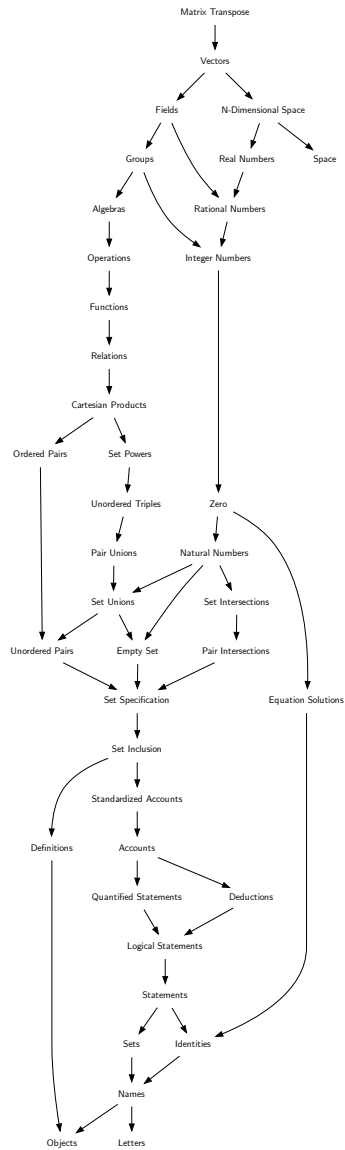 Matrix Transpose
Vectors
Fields
N-Dimensional Space
Groups
Real Numbers
Space
Algebras
Rational Numbers
Operations
Integer Numbers
Functions
Relations
Cartesian Products
Ordered Pairs
Set Powers
Unordered Triples
Zero
Pair Unions
Natural Numbers
Set Unions
Set Intersections
Unordered Pairs
Empty Set
Pair Intersections
Set Specification
Equation Solutions
Set Inclusion
Standardized Accounts
Definitions
Accounts
Quantified Statements
Deductions
Logical Statements
Statements
Sets
Identities
Names
Objects
Letters